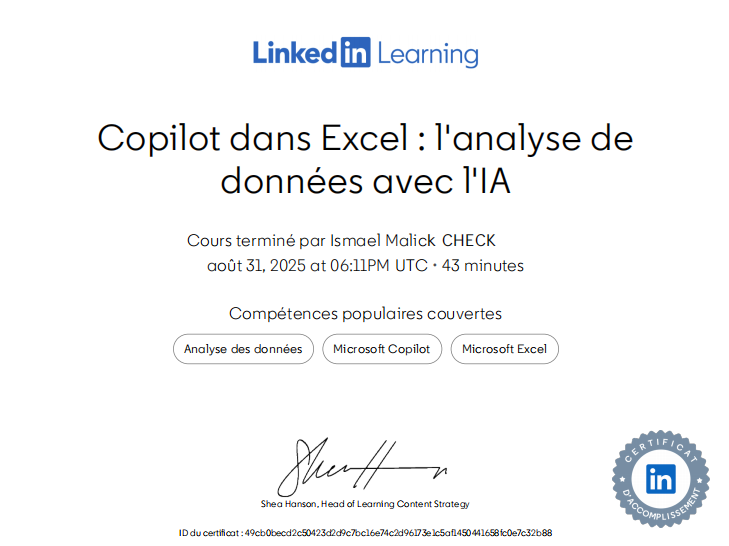 LinkedIn Learning
Copilot dans Excel : l'analyse de
données avec l'IA
Cours terminé par Ismael Malick CHECK
août 31, 2025 at 06:11PM UTC • 43 minutes
Compétences populaires couvertes
Analyse des données
Microsoft Copilot
Microsoft Excel
Shea Hanson, Head of Learning Content Strategy
CERTIFICAT
in
D'ACCOMPLISSEMENT
ID du certificat : 49cb0becd2c50423d2d9c7bc16e74c2d96173e1c5af1450441658fc0e7c32b88